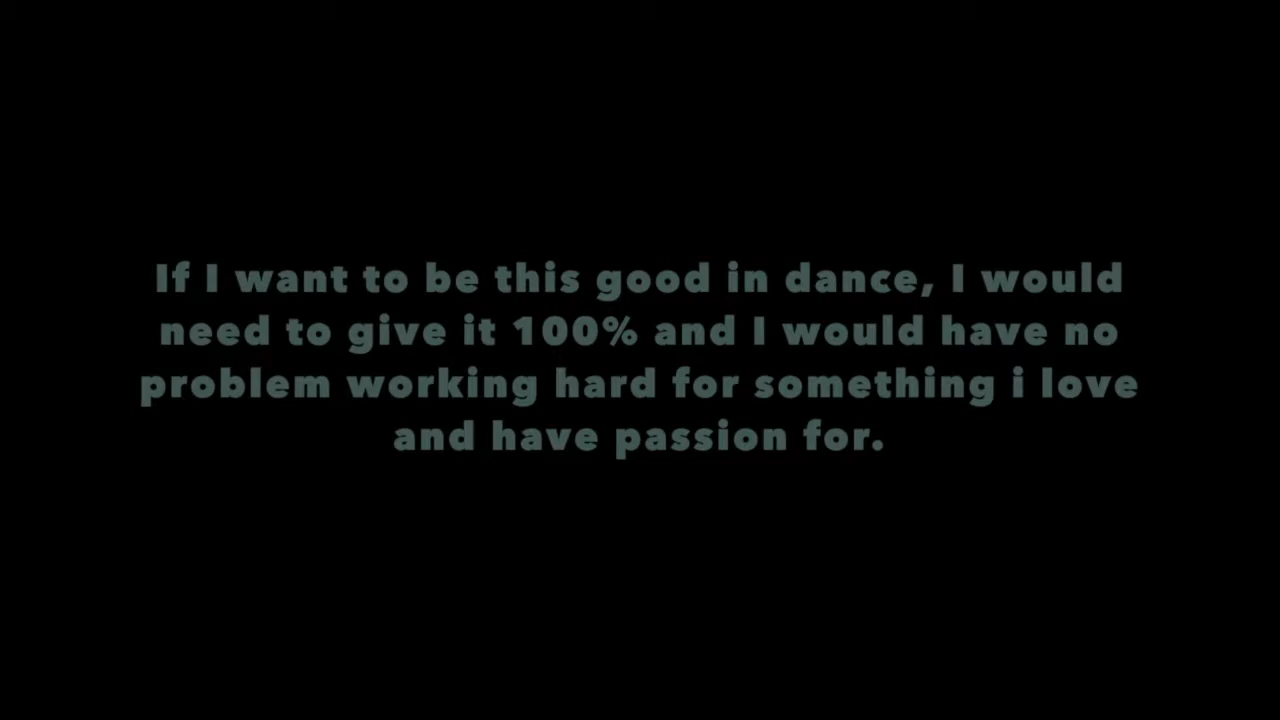 If I want to be this good in dance, I would
need to give it 100% and I would have no
problem working hard for something i love
and have passion for.